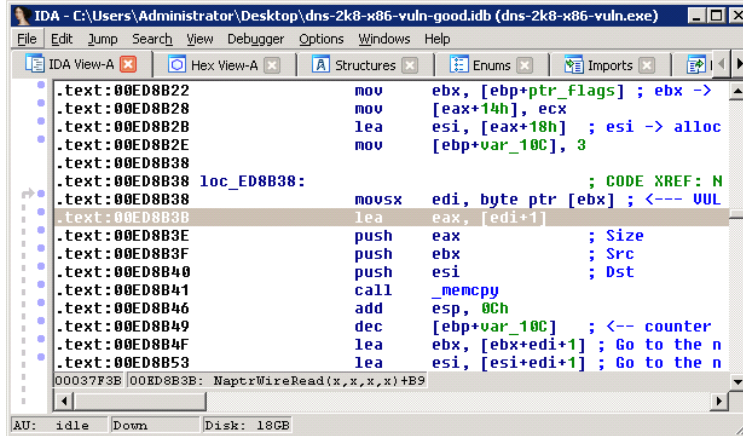 IDA - C:\Users\Administrator\Desktop\dns-2k8-x86-vuln-good.idb (dns-2k8-x86-vuln.exe)
File Edit Jump Search View Debugger Options Windows Help
IDA View-A Hex View-A Structures Enums Imports
.text:00ED8B22 mov ebx, [ebp+ptr_flags] ; ebx ->
.text:00ED8B28 mov [eax+14h], ecx
.text:00ED8B2B lea esi, [eax+18h] ; esi -> alloc
.text:00ED8B2E mov [ebp+var_10C], 3
.text:00ED8B38
.text:00ED8B38 loc_ED8B38: ; CODE XREF: N
.text:00ED8B38 movsx edi, byte ptr [ebx] ; <--- VUL
.text:00ED8B3B lea eax, [edi+1]
.text:00ED8B3E push eax ; Size
.text:00ED8B3F push ebx ; Src
.text:00ED8B40 push esi ; Dst
.text:00ED8B41 call _memcpy
.text:00ED8B46 add esp, 0Ch
.text:00ED8B49 dec [ebp+var_10C] ; <-- counter
.text:00ED8B4F lea ebx, [ebx+edi+1] ; Go to the n
.text:00ED8B53 lea esi, [esi+edi+1] ; Go to the n
00037F3B 00ED8B3B: NaptrWireRead(x,x,x,x)+B9
AU: idle Down Disk: 18GB